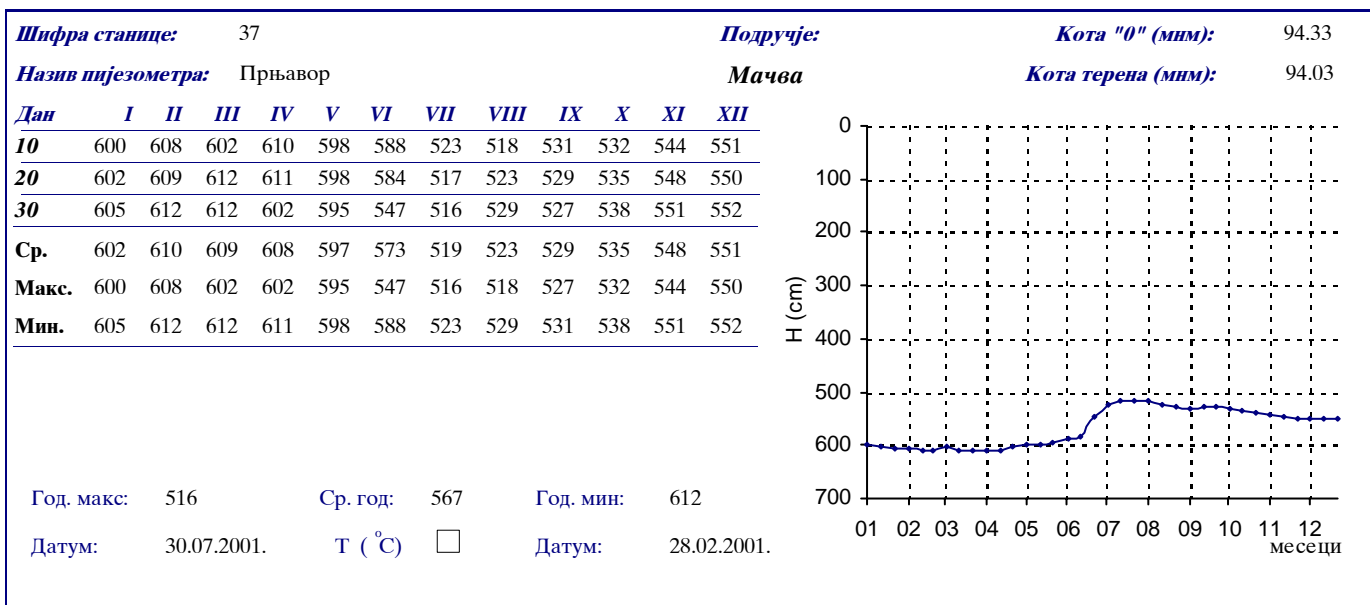 Шифра станице: 37 Подручје: Кота "0" (мнм): 94.33
Назив пијезометра: Прњавор Мачва Кота терена (мнм): 94.03
Дан I II III IV V VI VII VIII IX X XI XII
10 600 608 602 610 598 588 523 518 531 532 544 551
20 602 609 612 611 598 584 517 523 529 535 548 550
30 605 612 612 602 595 547 516 529 527 538 551 552
Ср. 602 610 609 608 597 573 519 523 529 535 548 551
Макс. 600 608 602 602 595 547 516 518 527 532 544 550
Мин. 605 612 612 611 598 588 523 529 531 538 551 552
Год. макс: 516 Ср. год: 567 Год. мин: 612
Датум: 30.07.2001. Т ( °C) Датум: 28.02.2001.
H (cm)
0
100
200
300
400
500
600
700
01 02 03 04 05 06 07 08 09 10 11 12
месеци